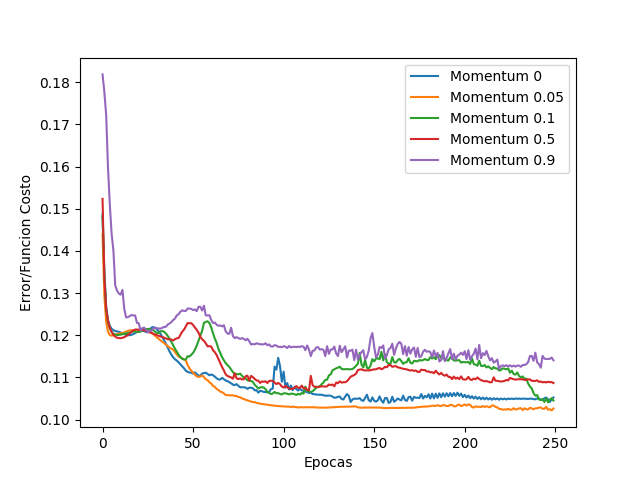 Momentum 0
Momentum 0.05
Momentum 0.1
Momentum 0.5
Momentum 0.9
0.18
0.17
0.16
0.15
0.14
0.13
0.12
0.11
0.10
Error/Funcion Costo
0
50
100
150
200
250
Epocas